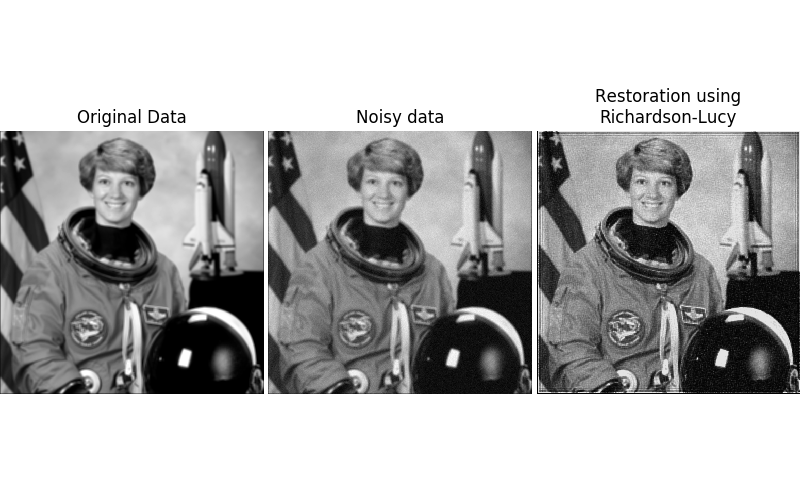 Original Data
Noisy data
Restoration using
Richardson-Lucy